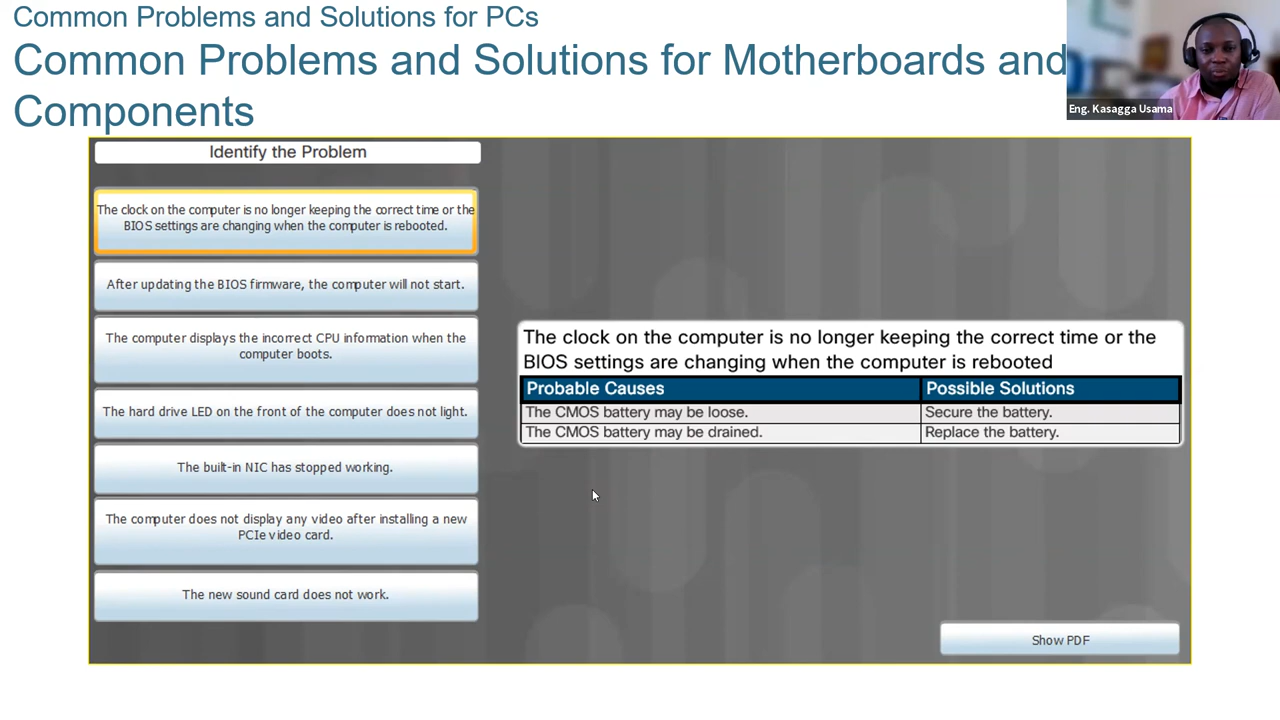 Common Problems and Solutions for PCs
Common Problems and Solutions for Motherboards and
Components
Eng. Kasagga Usama
Identify the Problem
The clock on the computer is no longer keeping the correct time or the
BIOS settings are changing when the computer is rebooted.
After updating the BIOS firmware, the computer will not start.
The computer displays the incorrect CPU information when the
computer boots.
The hard drive LED on the front of the computer does not light.
The built-in NIC has stopped working.
The computer does not display any video after installing a new
PCIe video card.
The new sound card does not work.
The clock on the computer is no longer keeping the correct time or the
BIOS settings are changing when the computer is rebooted
Probable Causes Possible Solutions
The CMOS battery may be loose. Secure the battery.
The CMOS battery may be drained. Replace the battery.
Show PDF